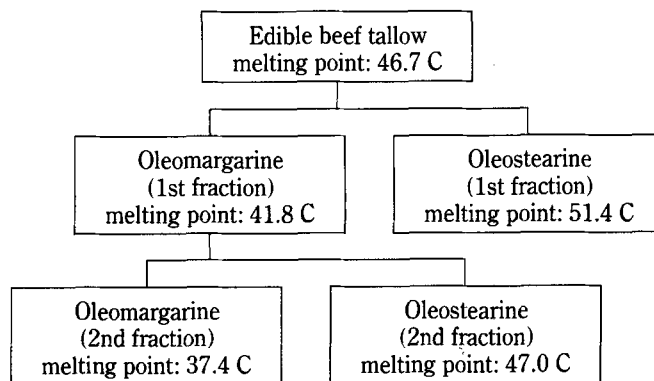 Edible beef tallow
melting point: 46.7 C
Oleomargarine
(1st fraction)
melting point: 41.8 C
Oleostearine
(1st fraction)
melting point: 51.4 C
Oleomargarine
(2nd fraction)
melting point: 37.4 C
Oleostearine
(2nd fraction)
melting point: 47.0 C